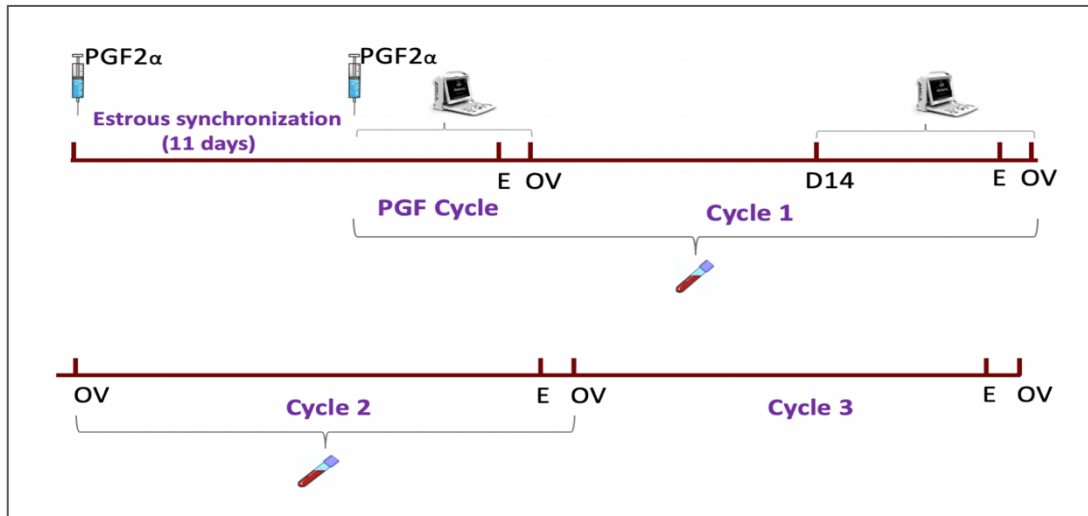 PGF2α PGF2α
Estrous synchronization
(11 days)
E OV D14 E OV
PGF Cycle Cycle 1
OV E OV E OV
Cycle 2 Cycle 3